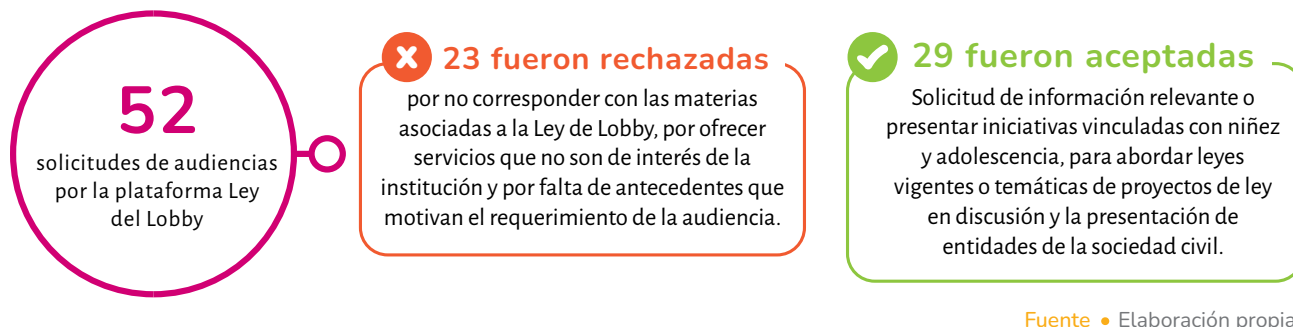 52
solicitudes de audiencias
por la plataforma Ley
del Lobby
23 fueron rechazadas
por no corresponder con las materias
asociadas a la Ley de Lobby, por ofrecer
servicios que no son de interés de la
institución y por falta de antecedentes que
motivan el requerimiento de la audiencia.
29 fueron aceptadas
Solicitud de información relevante o
presentar iniciativas vinculadas con niñez
y adolescencia, para abordar leyes
vigentes o temáticas de proyectos de ley
en discusión y la presentación de
entidades de la sociedad civil.
Fuente • Elaboración propia